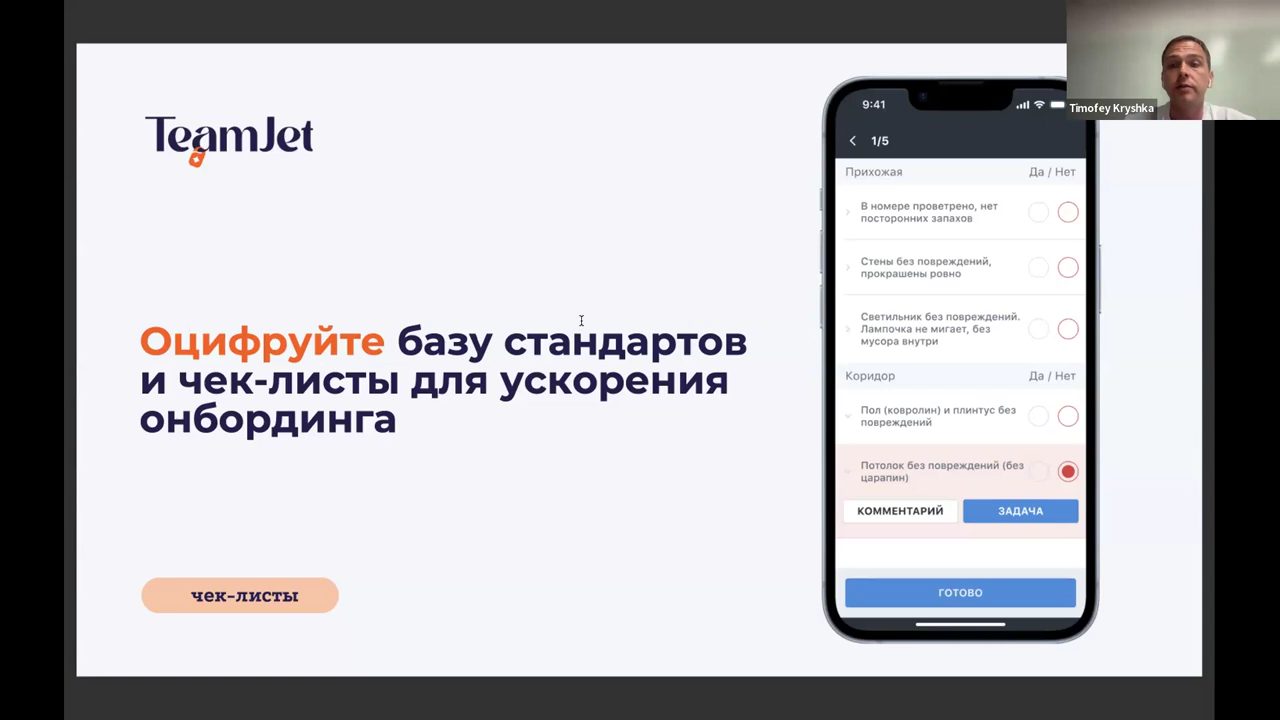 TeamJet
Оцифруйте базу стандартов
и чек-листы для ускорения
онбординга
чек-листы
9:41
1/5
Прихожая Да / Нет
В номере проветрено, нет
посторонних запахов
Стены без повреждений,
прокрашены ровно
Светильник без повреждений.
Лампочка не мигает, без
мусора внутри
Коридор Да / Нет
Пол (ковролин) и плинтус без
повреждений
Потолок без повреждений (без
царапин)
КОММЕНТАРИЙ ЗАДАЧА
ГОТОВО
Timofey Kryshka